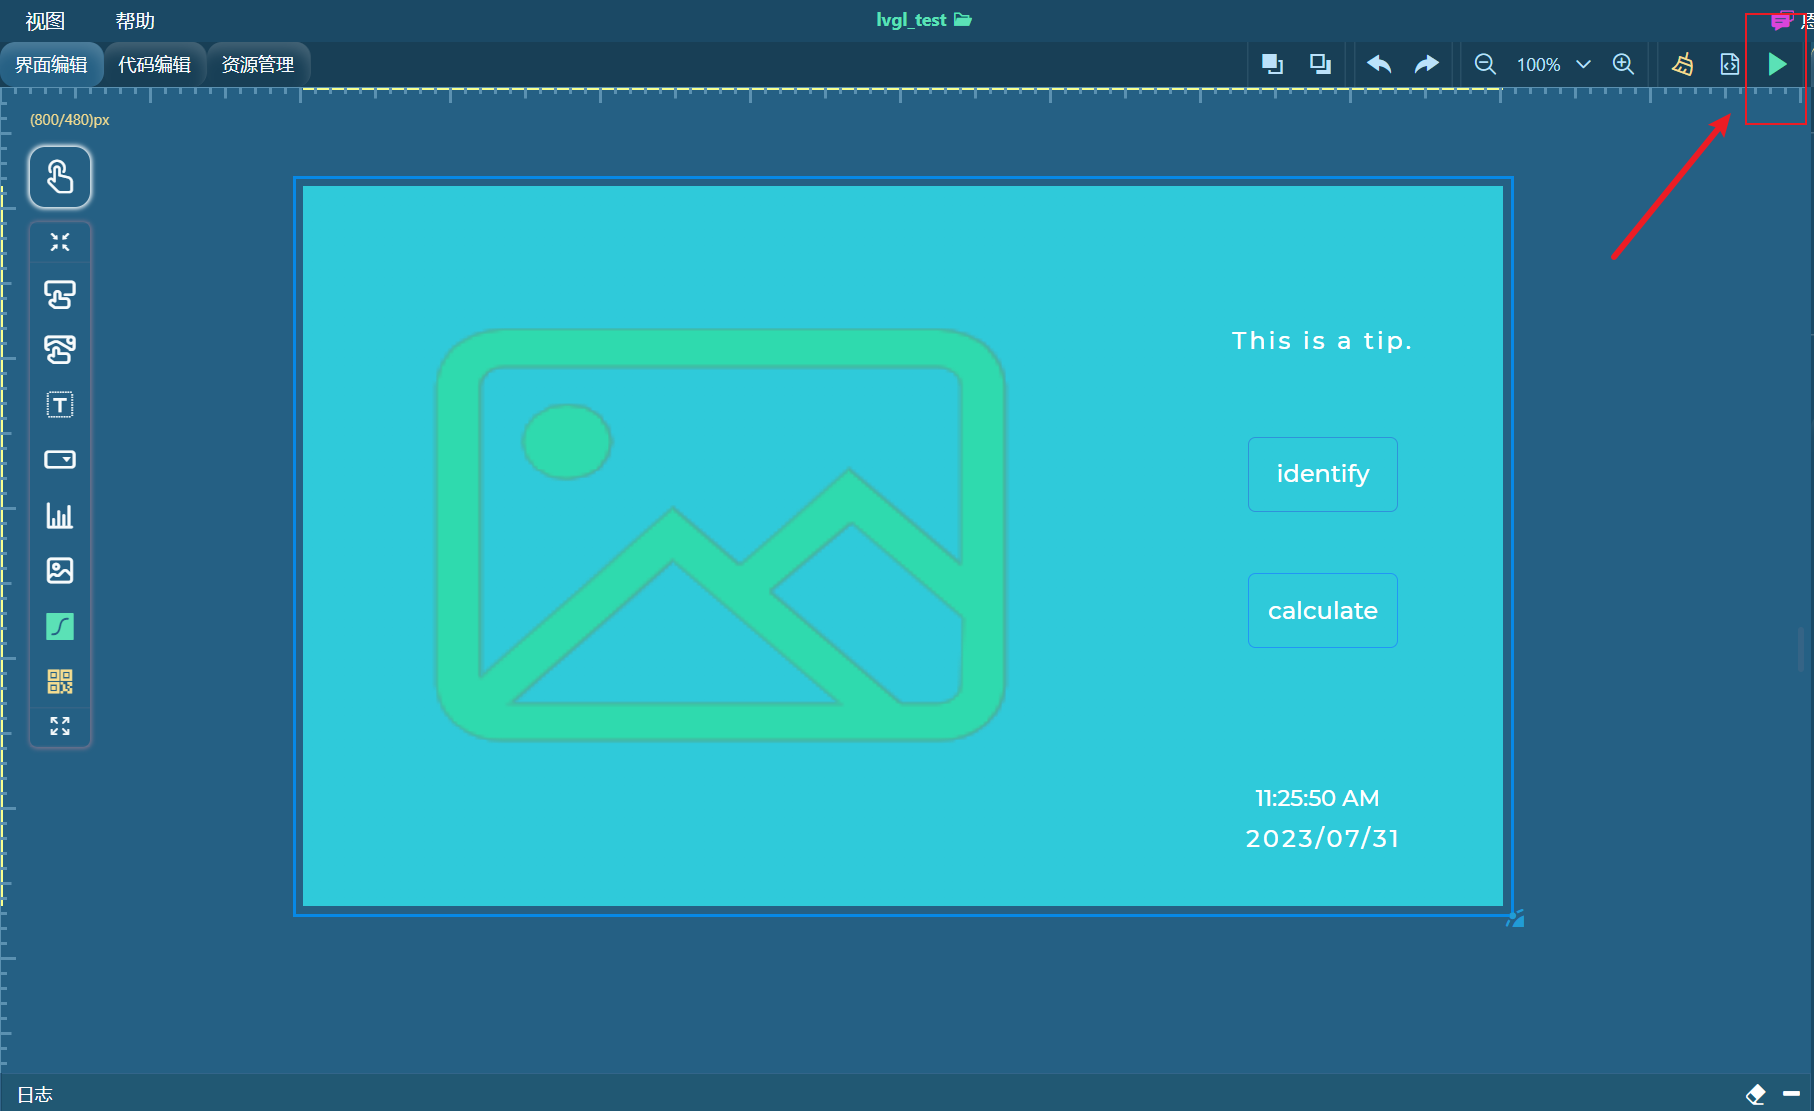 视图 帮助 lvgl_test
界面编辑 代码编辑 资源管理 100%
(800/480)px
T
This is a tip.
identify
calculate
11:25:50 AM
2023/07/31
日志